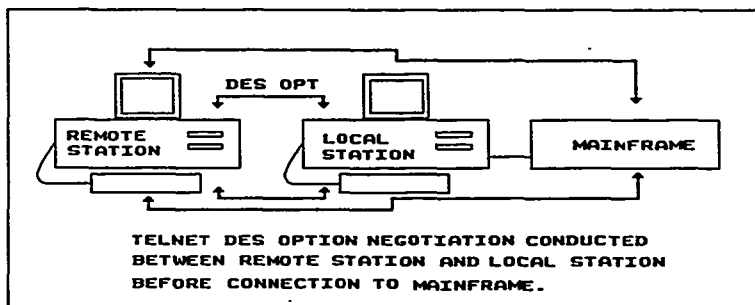 DES OPT
REMOTE
STATION
LOCAL
STATION
MAINFRAME
TELNET DES OPTION NEGOTIATION CONDUCTED
BETWEEN REMOTE STATION AND LOCAL STATION
BEFORE CONNECTION TO MAINFRAME.